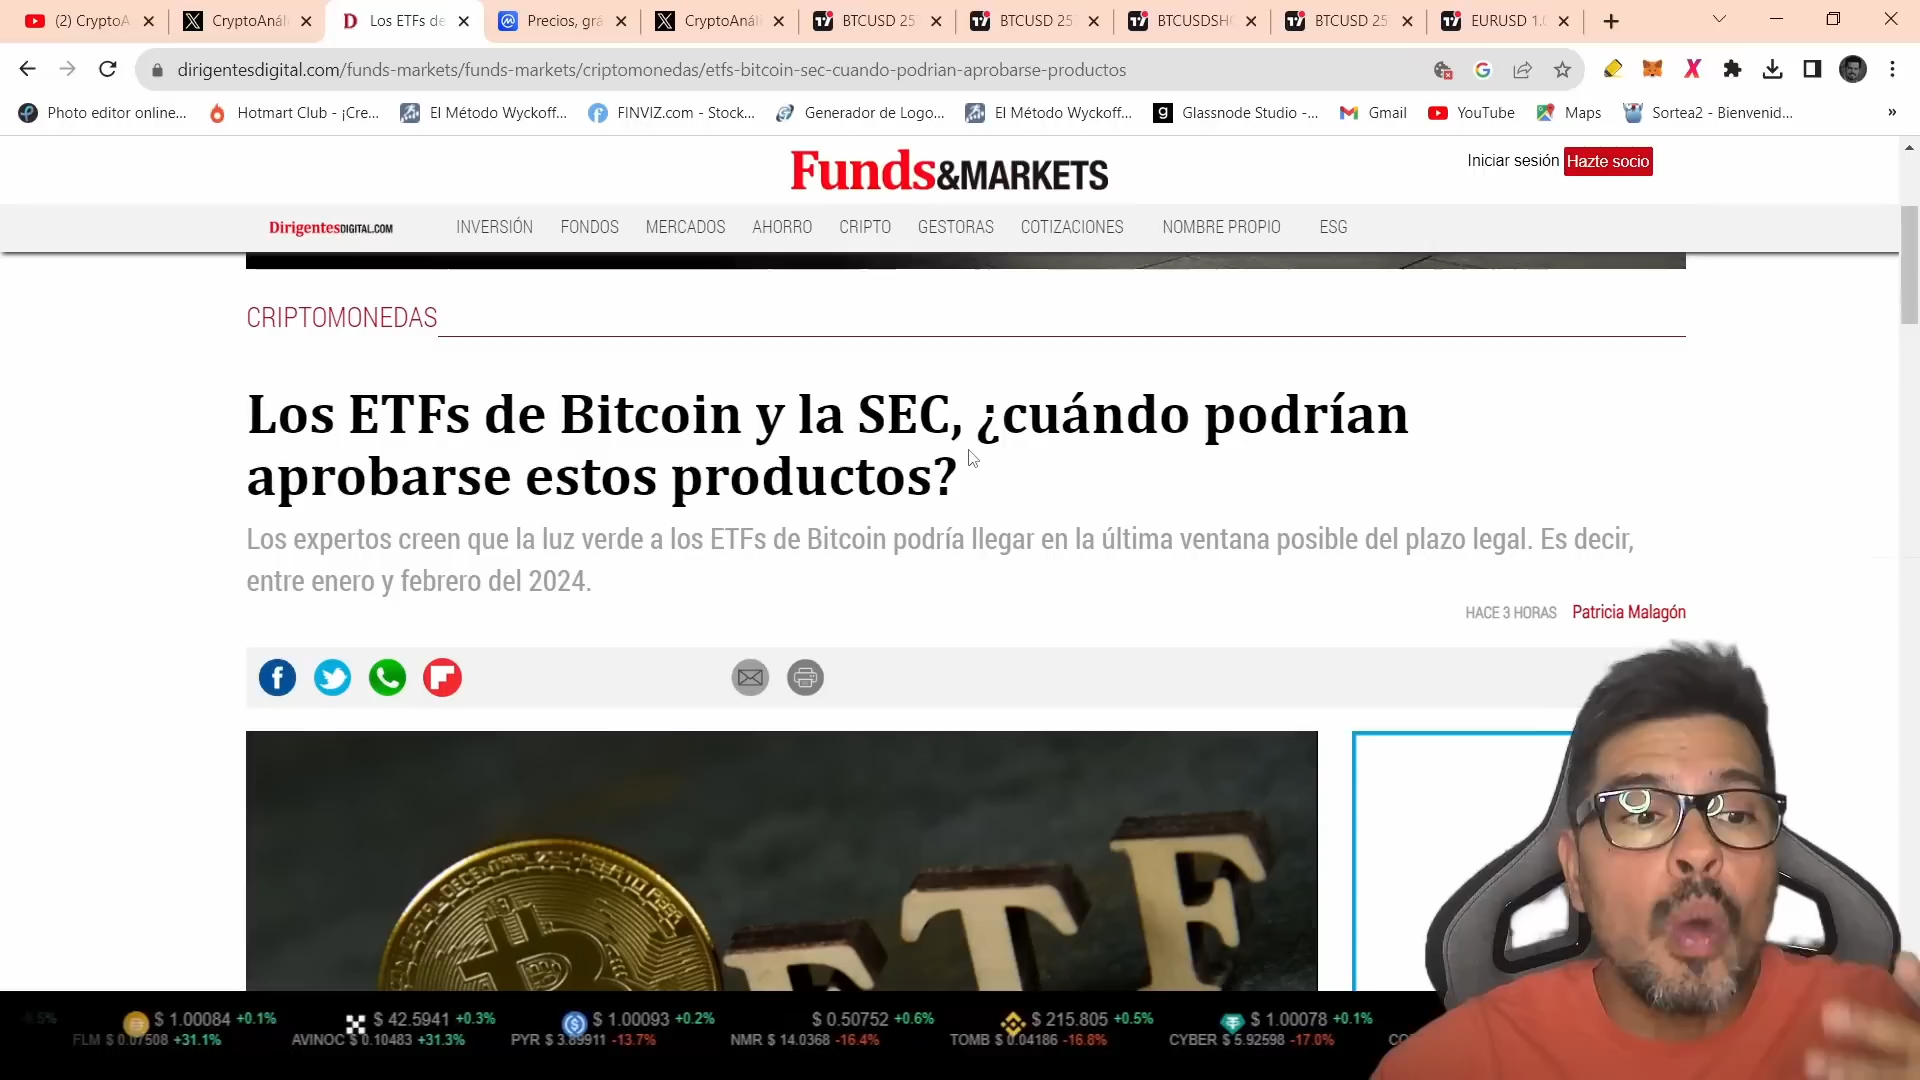 (2) CryptoA
CryptoAnáli
Los ETFs de
Precios, grá
CryptoAnáli
BTCUSD 25
BTCUSD 25
BTCUSDSHO
BTCUSD 25
EURUSD 1.0
dirigentesdigital.com/funds-markets/funds-markets/criptomonedas/etfs-bitcoin-sec-cuando-podrian-aprobarse-productos
Photo editor online...
Hotmart Club - ¡Cre...
El Método Wyckoff...
FINVIZ.com - Stock...
Generador de Logo...
El Método Wyckoff...
Glassnode Studio -...
Gmail
YouTube
Maps
Sortea2 - Bienvenid...
»
Funds&MARKETS
Iniciar sesión Hazte socio
DirigentesDIGITAL.COM
INVERSIÓN FONDOS MERCADOS AHORRO CRIPTO GESTORAS COTIZACIONES NOMBRE PROPIO ESG
CRIPTOMONEDAS
Los ETFs de Bitcoin y la SEC, ¿cuándo podrían
aprobarse estos productos?
Los expertos creen que la luz verde a los ETFs de Bitcoin podría llegar en la última ventana posible del plazo legal. Es decir,
entre enero y febrero del 2024.
HACE 3 HORAS Patricia Malagón
ETF
$ 1.00084 +0.1% $ 42.5941 +0.3% $ 1.00093 +0.2% $ 0.50752 +0.6% $ 215.805 +0.5% $ 1.00078 +0.1%
FLM $ 0.07508 +31.1% AVINOC $ 0.10483 +31.3% PYR $ 3.89911 -13.7% NMR $ 14.0368 -16.4% TOMB $ 0.04186 -16.8% CYBER $ 5.92598 -17.0%